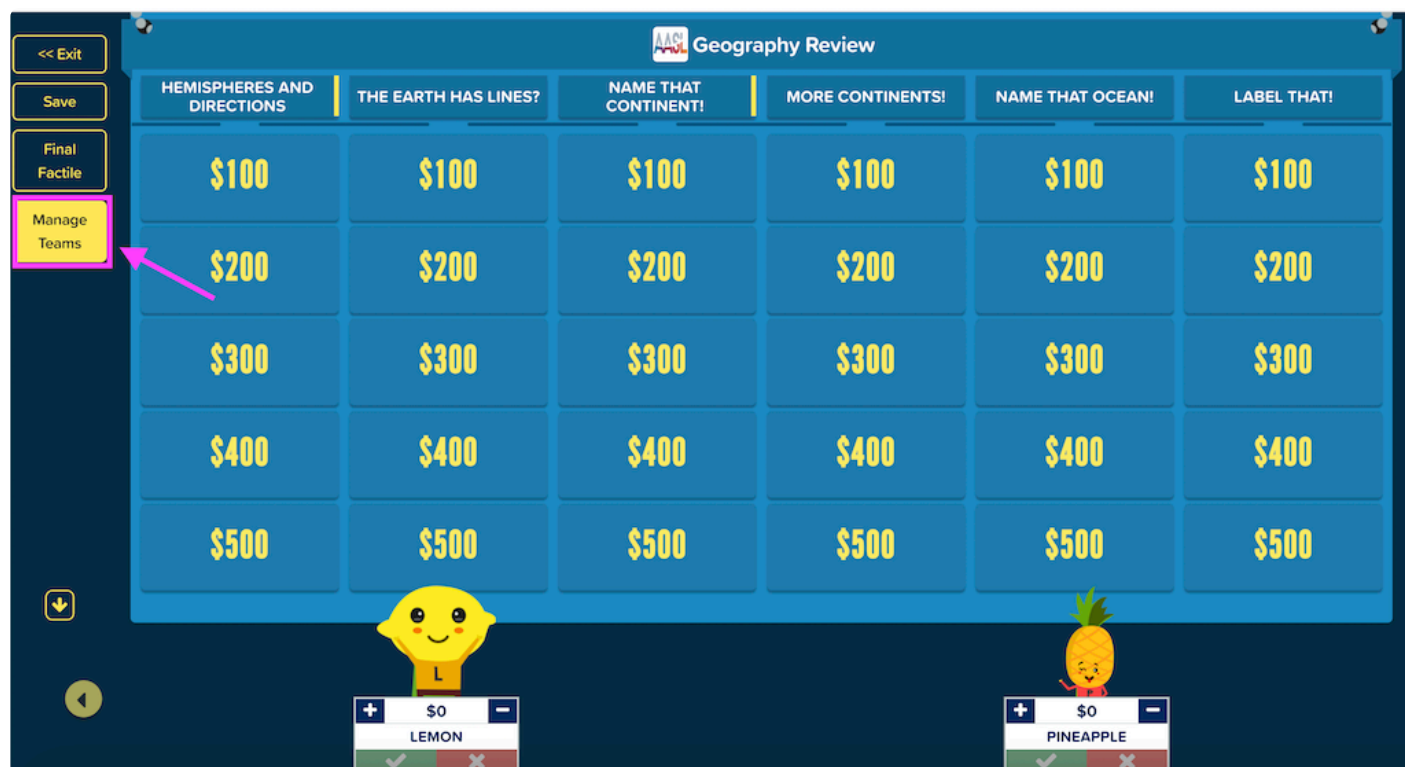 << Exit
Save
Final
Factile
Manage
Teams
AASL Geography Review
HEMISPHERES AND
DIRECTIONS
THE EARTH HAS LINES?
NAME THAT
CONTINENT!
MORE CONTINENTS!
NAME THAT OCEAN!
LABEL THAT!
$100 $100 $100 $100 $100 $100
$200 $200 $200 $200 $200 $200
$300 $300 $300 $300 $300 $300
$400 $400 $400 $400 $400 $400
$500 $500 $500 $500 $500 $500
L
+ $0 −
LEMON
+ $0 −
PINEAPPLE